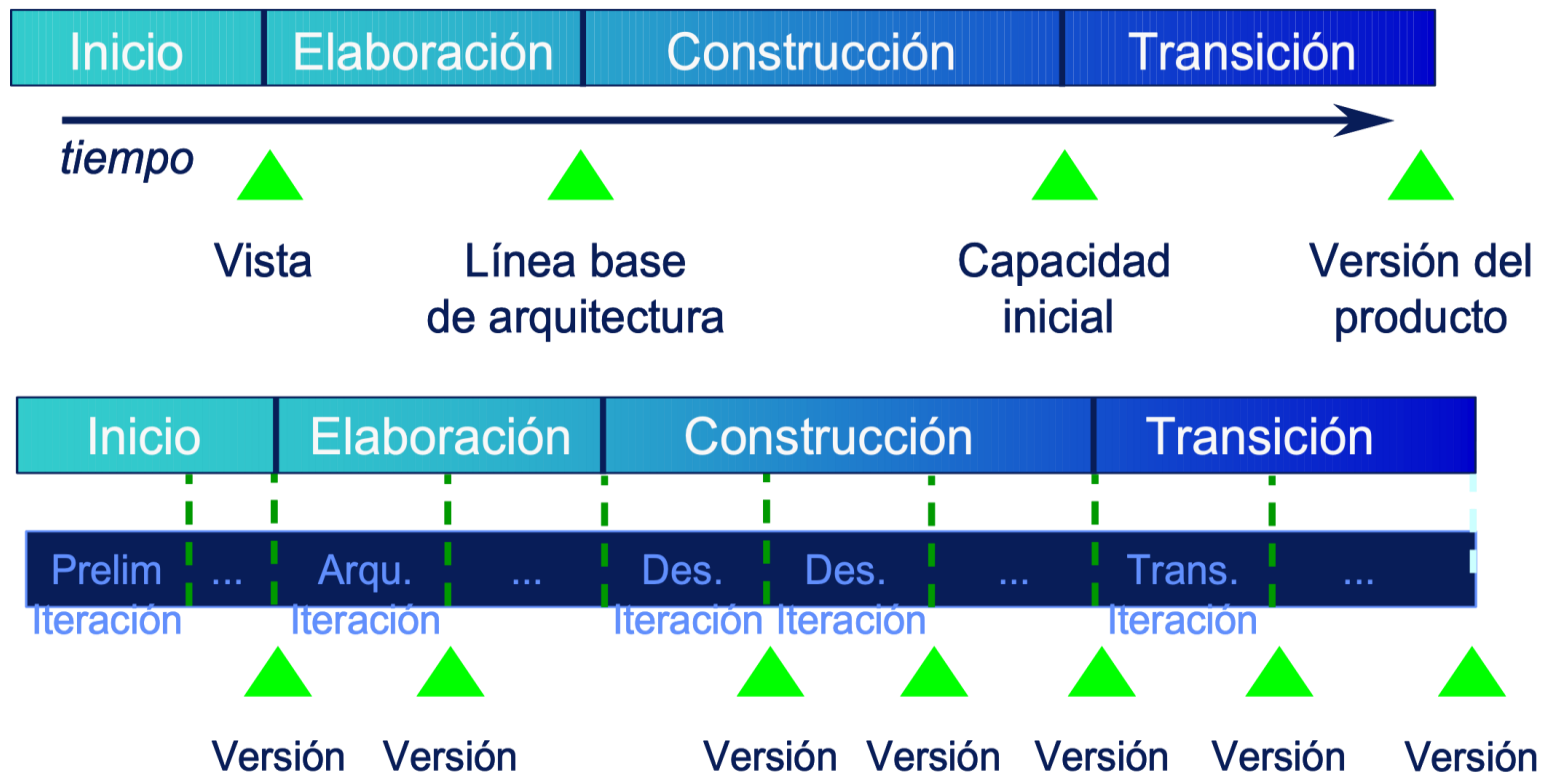 Inicio Elaboración Construcción Transición
tiempo
Vista Línea base Capacidad Versión del
de arquitectura inicial producto
Inicio Elaboración Construcción Transición
Prelim ... Arqu. ... Des. Des. ... Trans. ...
Iteración Iteración Iteración Iteración Iteración
Versión Versión Versión Versión Versión Versión Versión